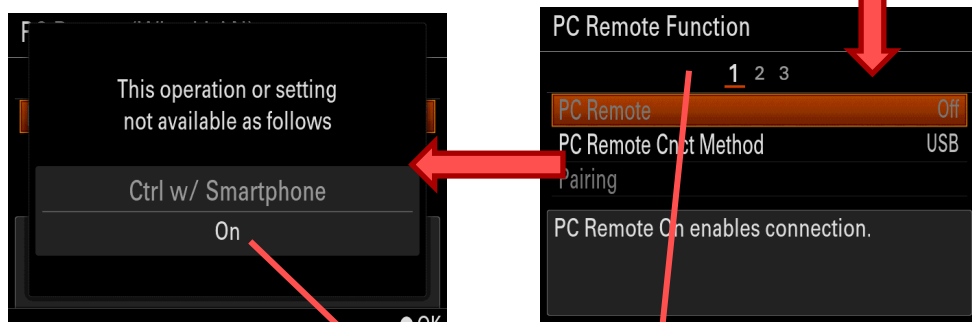 This operation or setting
not available as follows
Ctrl w/ Smartphone
On
OK
PC Remote Function
1 2 3
PC Remote Off
PC Remote Cnct Method USB
Pairing
PC Remote On enables connection.